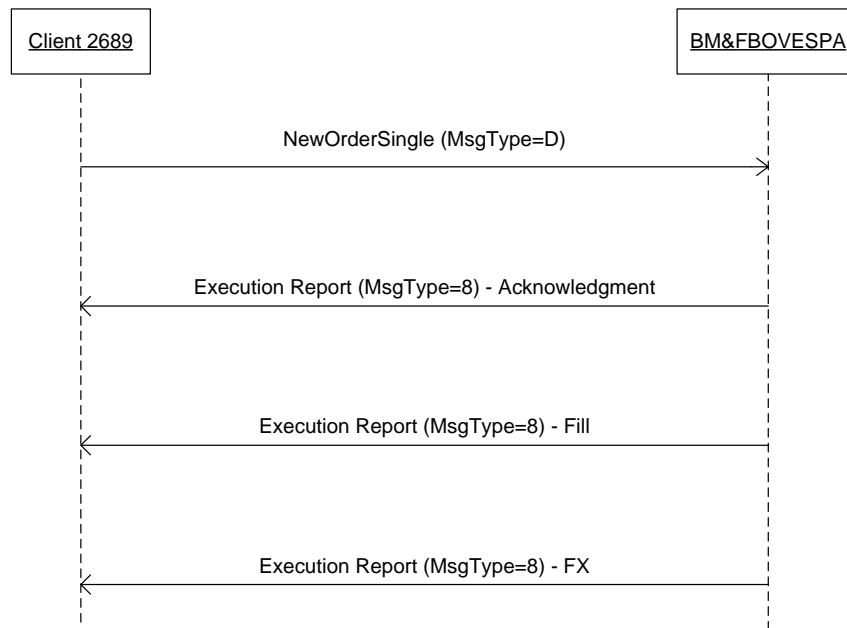 Client 2689
BM&FBOVESPA
NewOrderSingle (MsgType=D)
Execution Report (MsgType=8) - Acknowledgment
Execution Report (MsgType=8) - Fill
Execution Report (MsgType=8) - FX